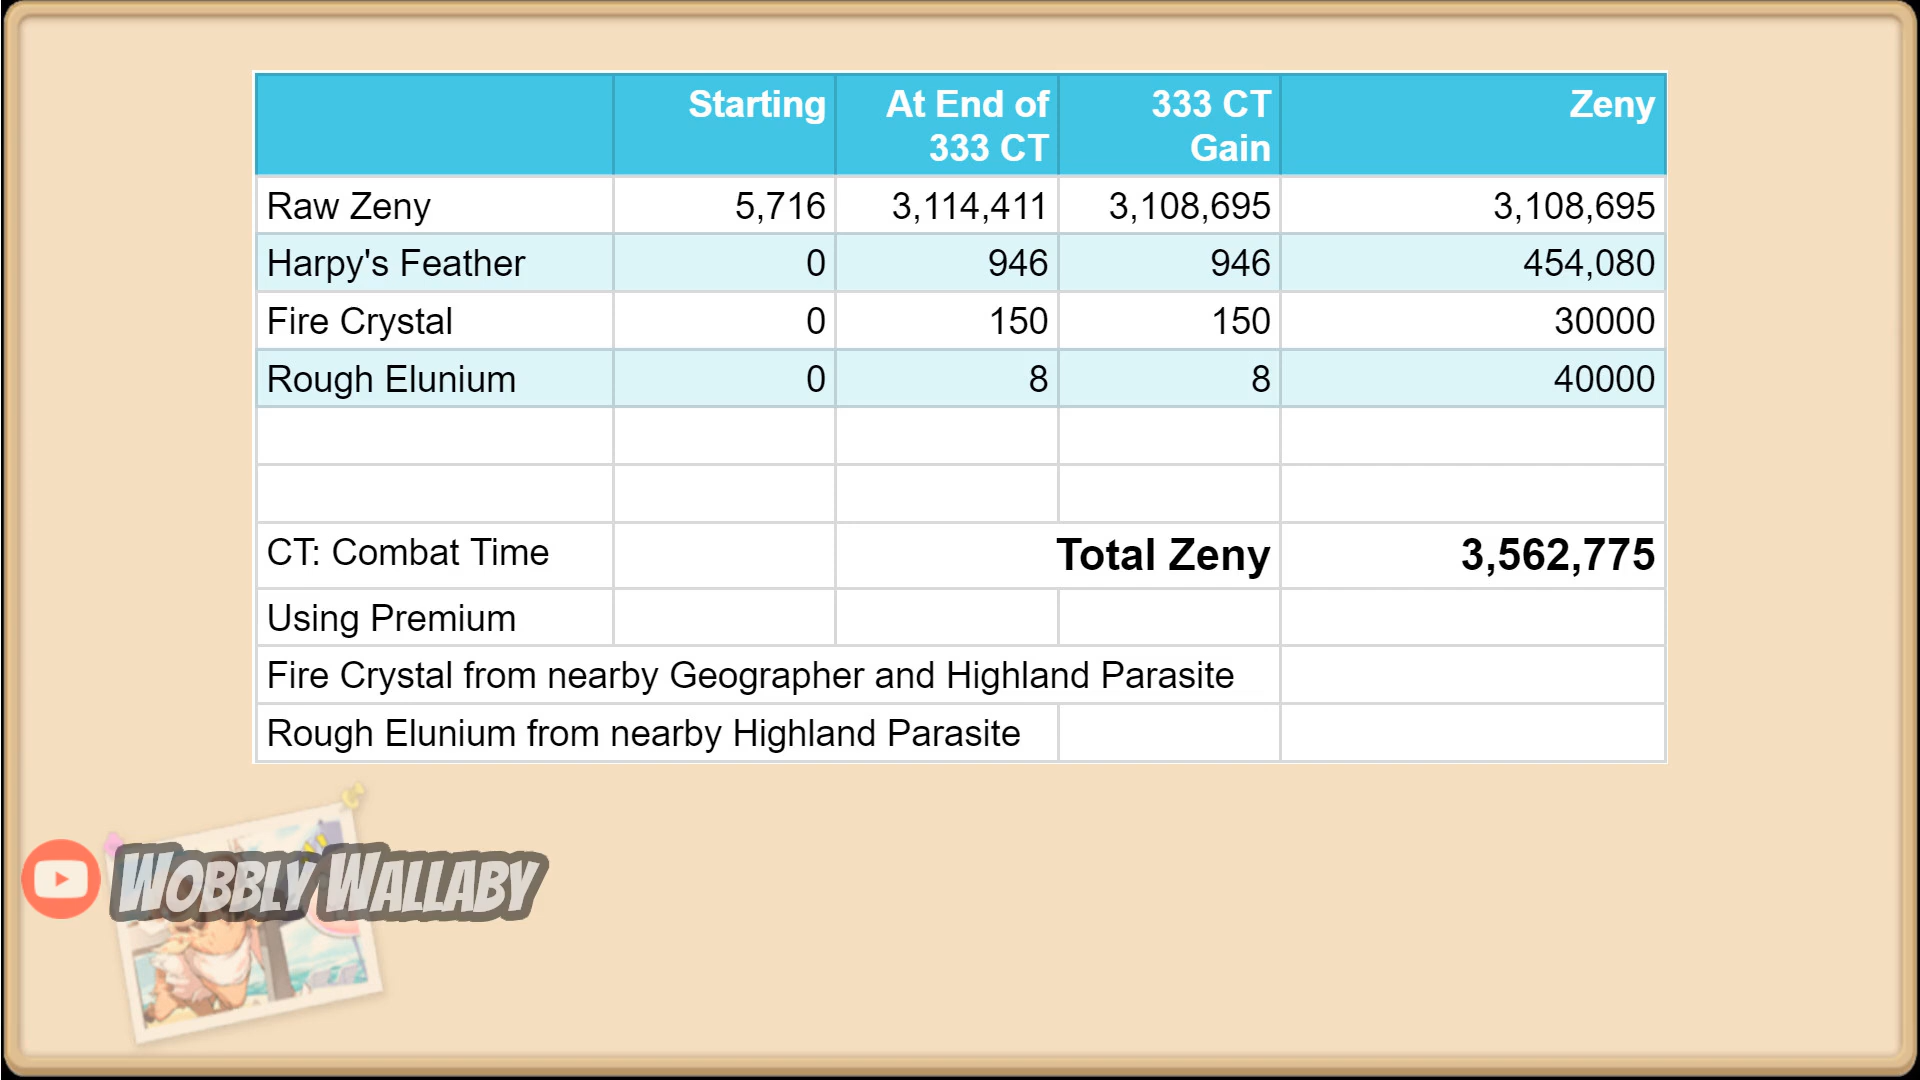 Starting At End of 333 CT Zeny
333 CT Gain
Raw Zeny 5,716 3,114,411 3,108,695 3,108,695
Harpy's Feather 0 946 946 454,080
Fire Crystal 0 150 150 30000
Rough Elunium 0 8 8 40000
CT: Combat Time Total Zeny 3,562,775
Using Premium
Fire Crystal from nearby Geographer and Highland Parasite
Rough Elunium from nearby Highland Parasite
WOBBLY WALLABY